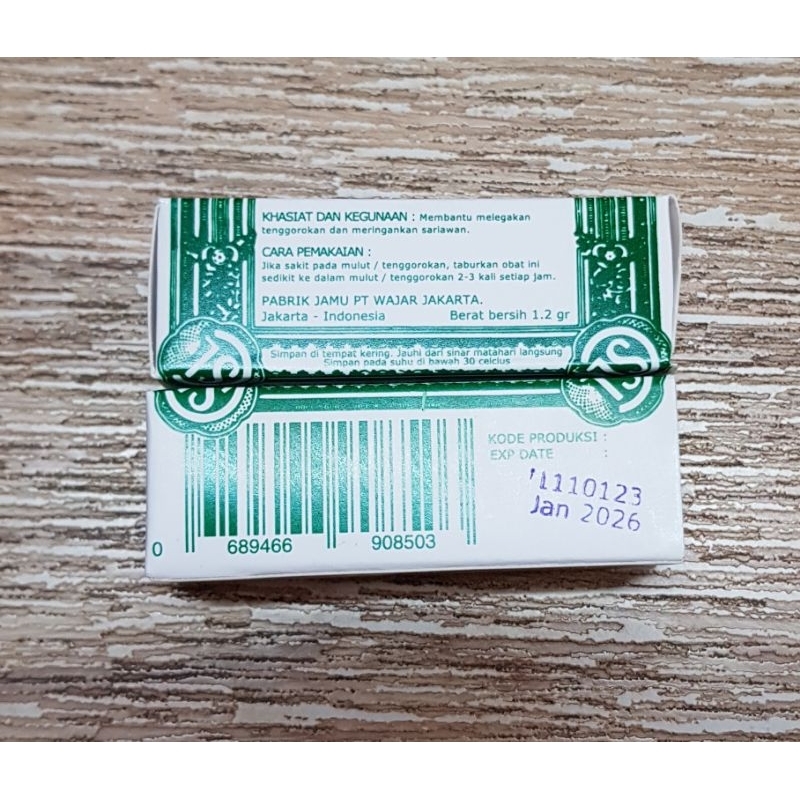 KHASIAT DAN KEGUNAAN : Membantu melegakan
tenggorokan dan meringankan sariawan.
CARA PEMAKAIAN :
Jika sakit pada mulut / tenggorokan, taburkan obat ini
sedikit ke dalam mulut / tenggorokan 2-3 kali setiap jam.
PABRIK JAMU PT WAJAR JAKARTA.
Jakarta - Indonesia Berat bersih 1.2 gr
Simpan di tempat kering. Jauhi dari sinar matahari langsung
Simpan pada suhu di bawah 30 celcius
KODE PRODUKSI :
EXP DATE :
1110123
Jan 2026
0 689466 908503